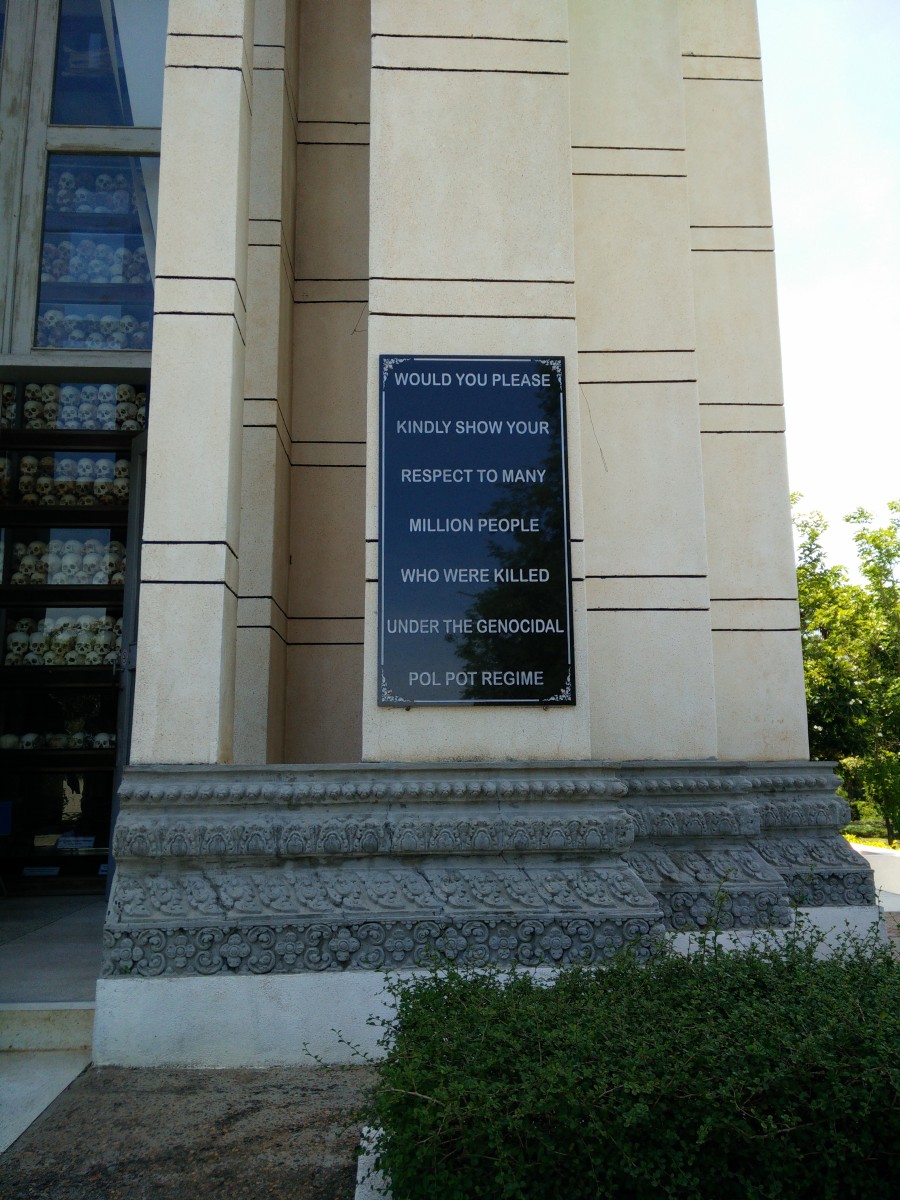 WOULD YOU PLEASE
KINDLY SHOW YOUR
RESPECT TO MANY
MILLION PEOPLE
WHO WERE KILLED
UNDER THE GENOCIDAL
POL POT REGIME